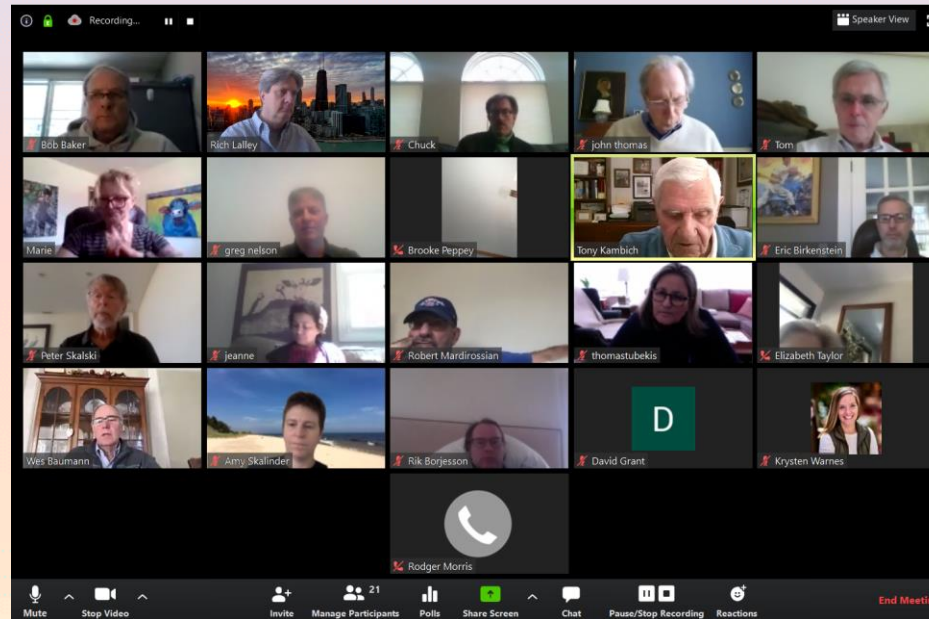 Recording...
Speaker View
Bob Baker
Rich Lalley
Chuck
john thomas
Tom
Marie
greg nelson
Brooke Peppey
Tony Kambich
Eric Birkenstein
Peter Skalski
jeanne
Robert Mardirossian
thomastubekis
Elizabeth Taylor
Wes Baumann
Amy Skalinder
Rik Borjesson
D
David Grant
Krysten Warnes
Rodger Morris
21
Mute
Stop Video
Invite
Manage Participants
Polls
Share Screen
Chat
Pause/Stop Recording
Reactions
End Meetin